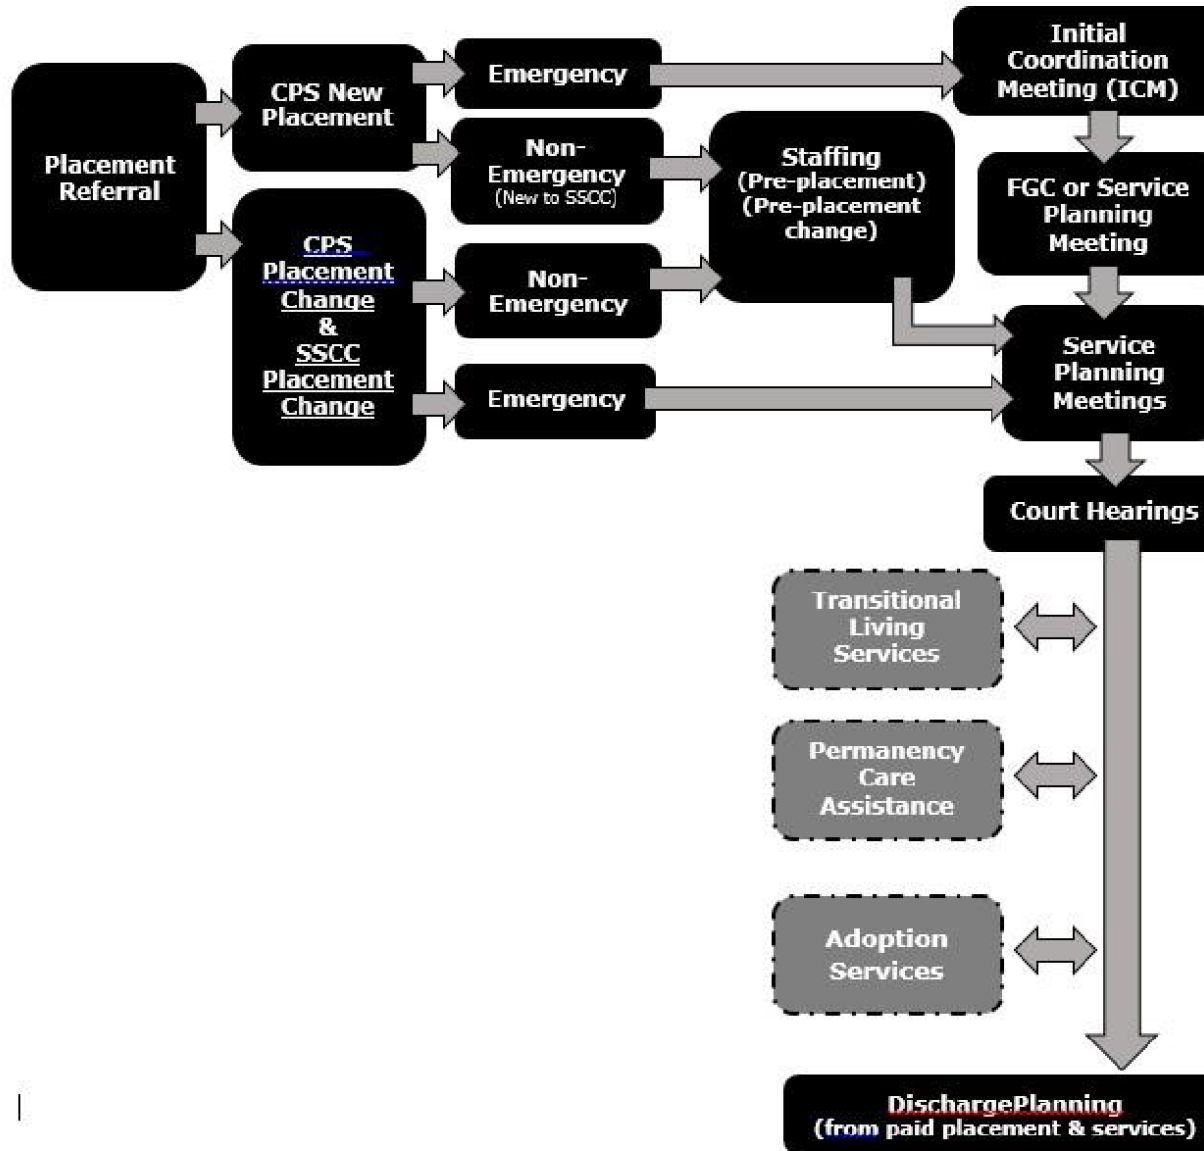 Placement
Referral
CPS New
Placement
CPS
Placement
Change
&
SSCC
Placement
Change
Emergency
Non-
Emergency
(New to SSCC)
Non-
Emergency
Emergency
Staffing
(Pre-placement)
(Pre-placement
change)
Initial
Coordination
Meeting (ICM)
FGC or Service
Planning
Meeting
Service
Planning
Meetings
Court Hearings
Transitional
Living
Services
Permanency
Care
Assistance
Adoption
Services
DischargePlanning
(from paid placement & services)